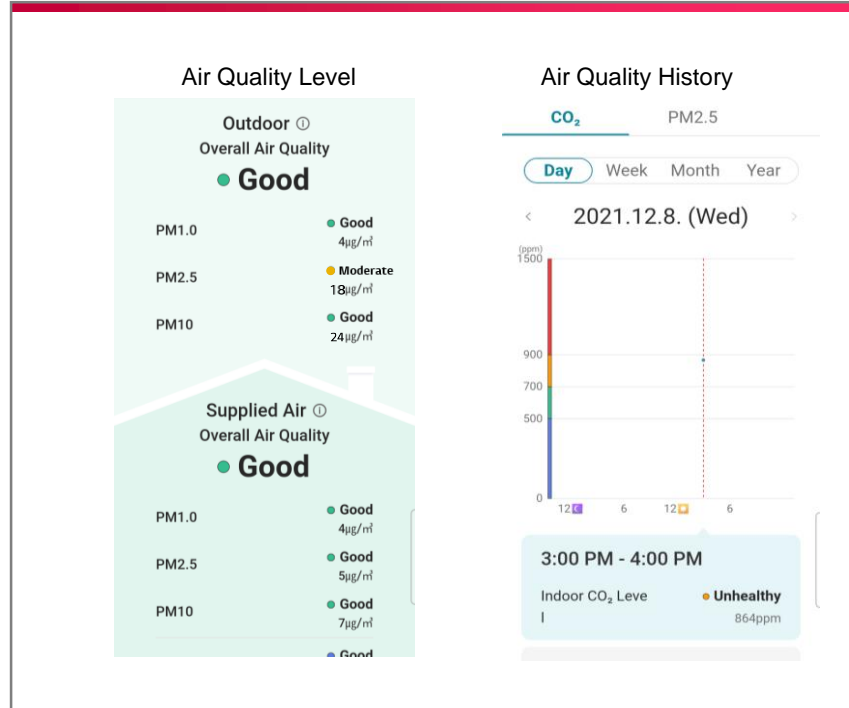 Air Quality Level
Outdoor ⓘ
Overall Air Quality
Good
PM1.0
Good
4µg/㎥
PM2.5
Moderate
18µg/㎥
PM10
Good
24µg/㎥
Supplied Air ⓘ
Overall Air Quality
Good
PM1.0
Good
4µg/㎥
PM2.5
Good
5µg/㎥
PM10
Good
7µg/㎥
Good
Air Quality History
CO₂ PM2.5
Day Week Month Year
< 2021.12.8. (Wed) >
(ppm)
1500
900
700
500
0
12 6 12 6
3:00 PM - 4:00 PM
Indoor CO₂ Leve
l
Unhealthy
864ppm